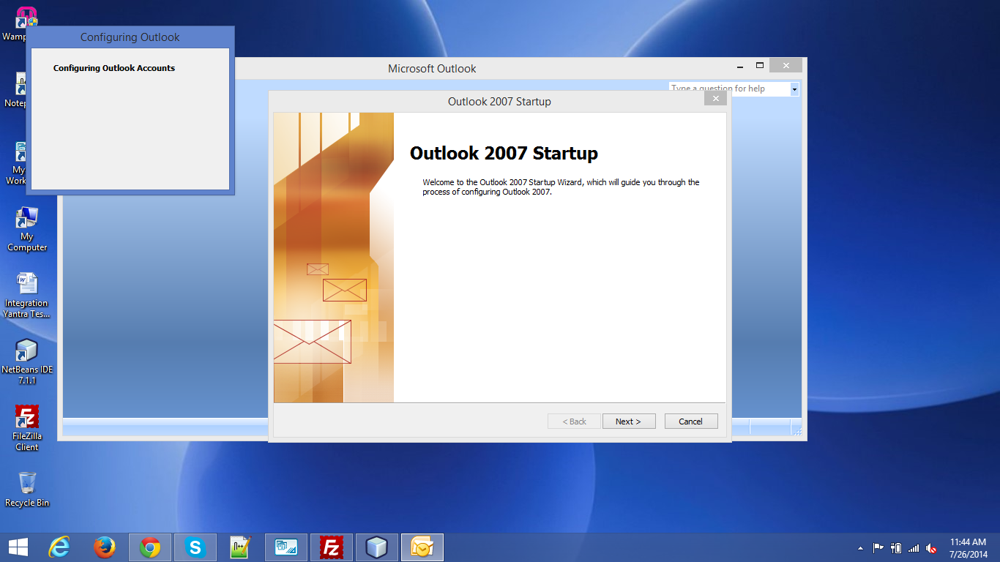 Wamp
Configuring Outlook
Configuring Outlook Accounts
Notep
My
Work
My
Computer
Integration
Yantra Tes...
NetBeans IDE
7.1.1
FileZilla
Client
Recycle Bin
Microsoft Outlook
Type a question for help
Outlook 2007 Startup
Outlook 2007 Startup
Welcome to the Outlook 2007 Startup Wizard, which will guide you through the
process of configuring Outlook 2007.
< Back
Next >
Cancel
11:44 AM
7/26/2014